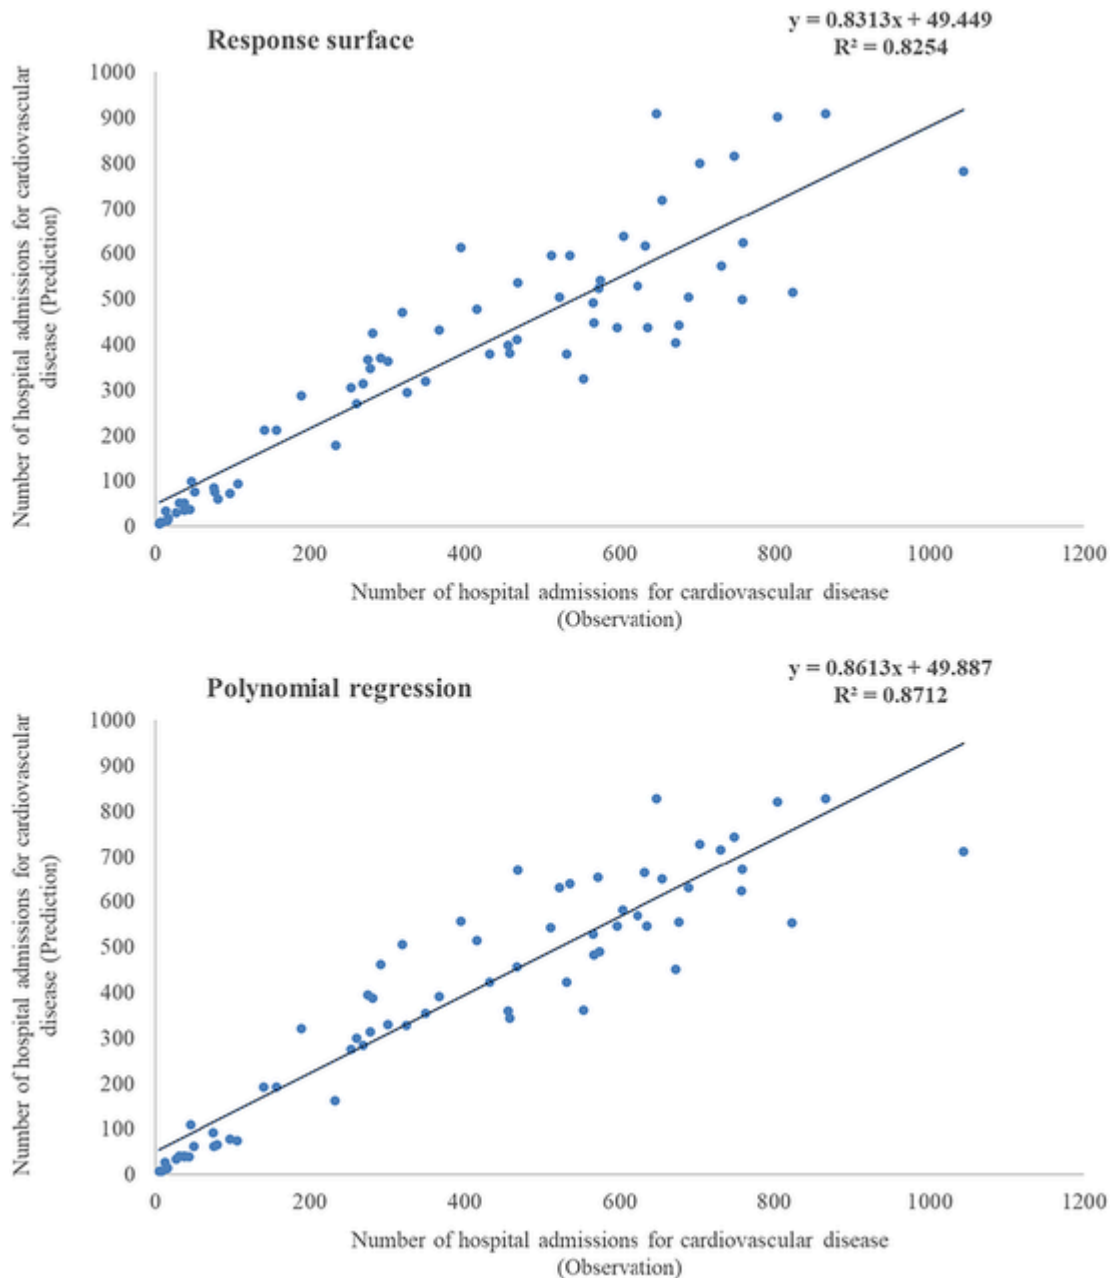 Response surface
y = 0.8313x + 49.449
R² = 0.8254
Number of hospital admissions for cardiovascular
disease (Prediction)
1000
900
800
700
600
500
400
300
200
100
0
0 200 400 600 800 1000 1200
Number of hospital admissions for cardiovascular disease
(Observation)
Polynomial regression
y = 0.8613x + 49.887
R² = 0.8712
Number of hospital admissions for cardiovascular
disease (Prediction)
1000
900
800
700
600
500
400
300
200
100
0
0 200 400 600 800 1000 1200
Number of hospital admissions for cardiovascular disease
(Observation)